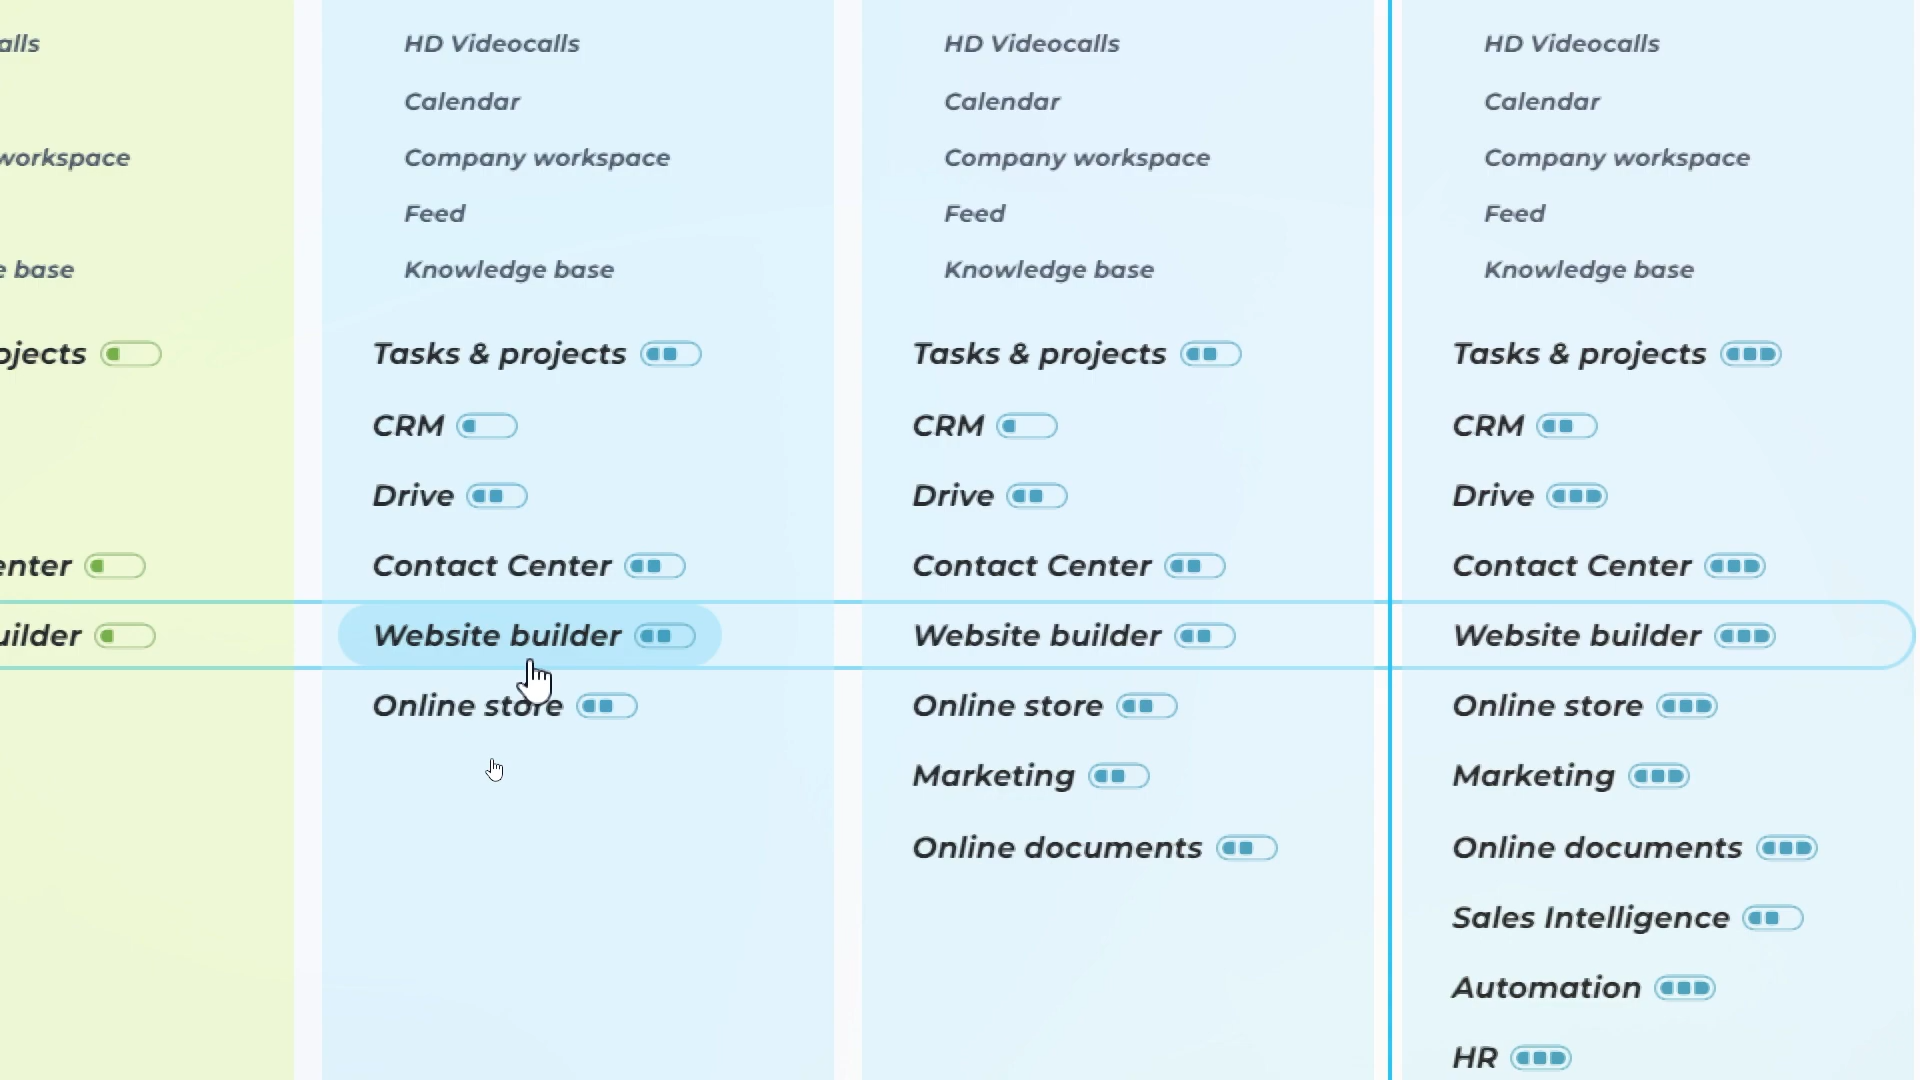 alls
workspace
e base
ojects
enter
uilder
HD Videocalls
Calendar
Company workspace
Feed
Knowledge base
Tasks & projects
CRM
Drive
Contact Center
Website builder
Online store
HD Videocalls
Calendar
Company workspace
Feed
Knowledge base
Tasks & projects
CRM
Drive
Contact Center
Website builder
Online store
Marketing
Online documents
HD Videocalls
Calendar
Company workspace
Feed
Knowledge base
Tasks & projects
CRM
Drive
Contact Center
Website builder
Online store
Marketing
Online documents
Sales Intelligence
Automation
HR